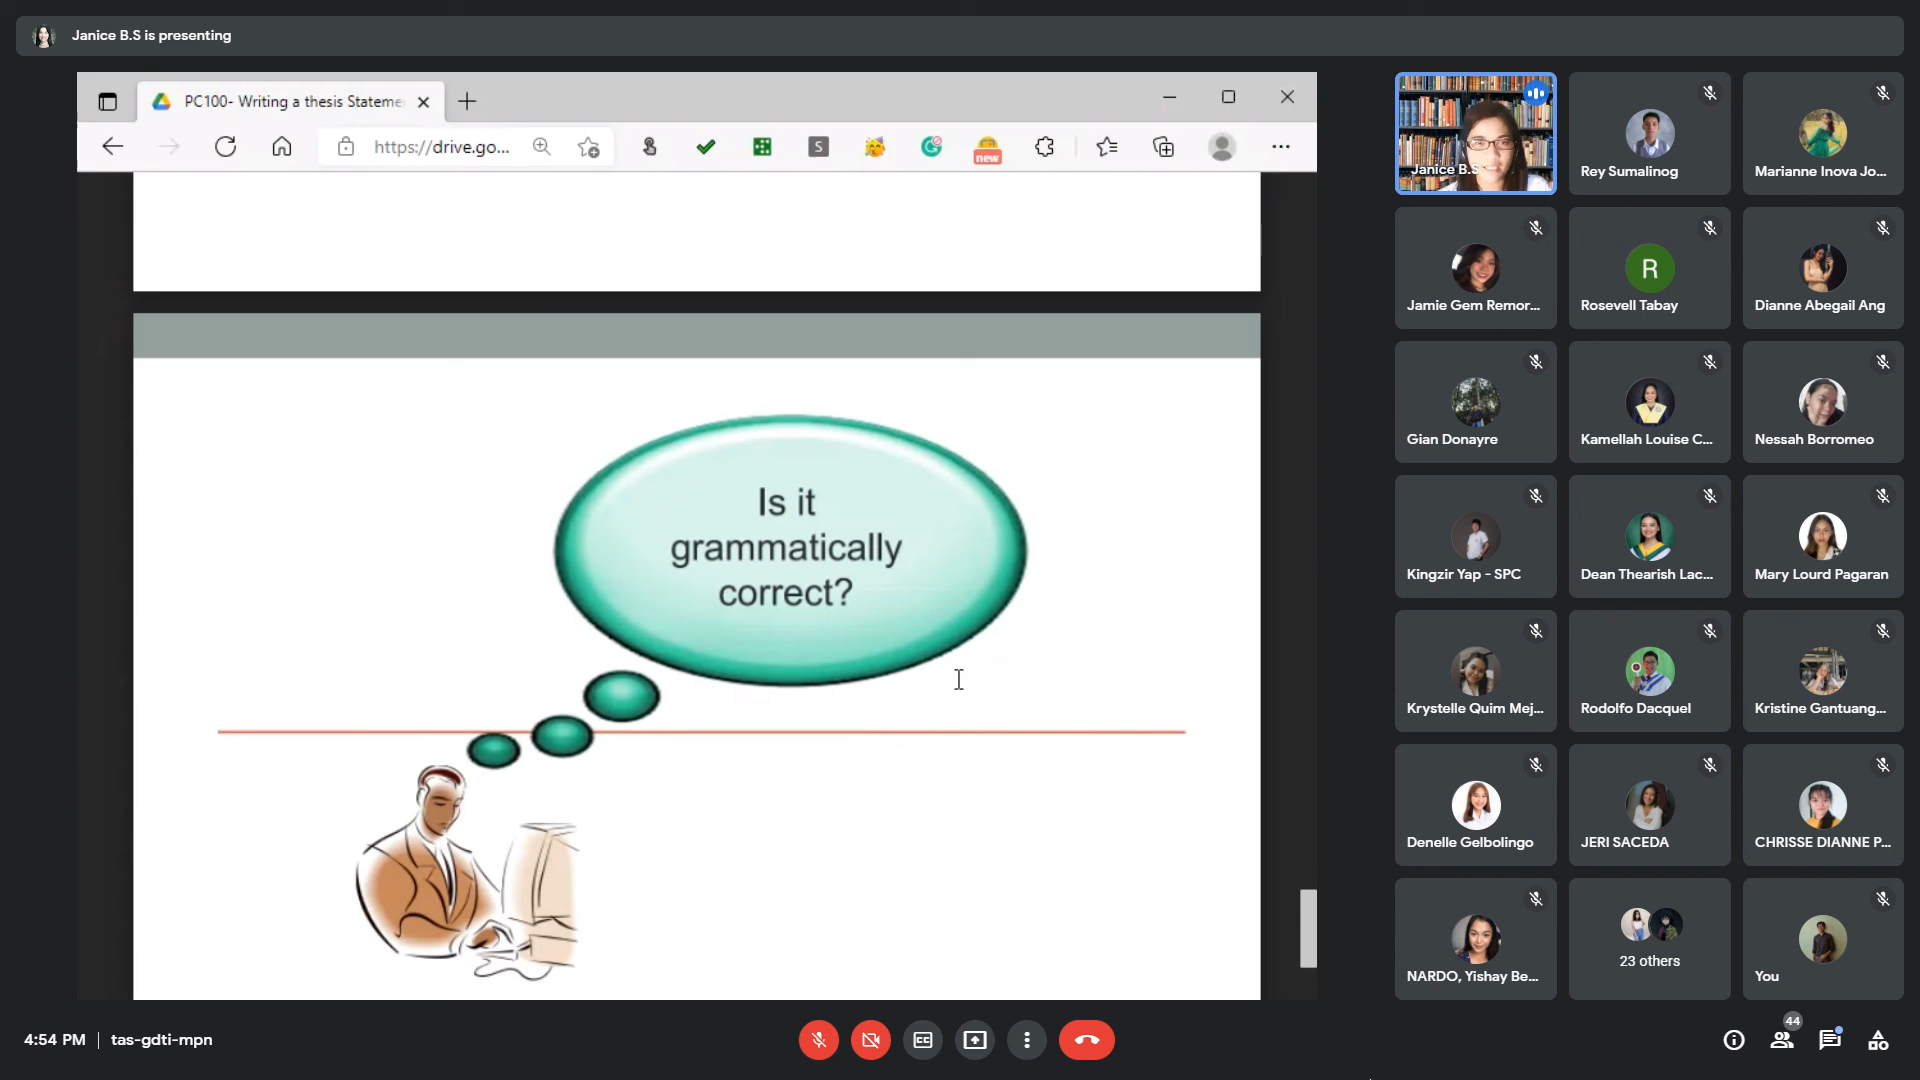 Janice B.S is presenting
PC100- Writing a thesis Stateme
https://drive.go...
S
new
Is it
grammatically
correct?
Janice B.S
Rey Sumalinog
Marianne Inova Jo...
Jamie Gem Remor...
R
Rosevell Tabay
Dianne Abegail Ang
Gian Donayre
Kamellah Louise C...
Nessah Borromeo
Kingzir Yap - SPC
Dean Thearish Lac...
Mary Lourd Pagaran
Krystelle Quim Mej...
Rodolfo Dacquel
Kristine Gantuang...
Denelle Gelbolingo
JERI SACEDA
CHRISSE DIANNE P...
NARDO, Yishay Be...
23 others
You
4:54 PM | tas-gdti-mpn
CC
44